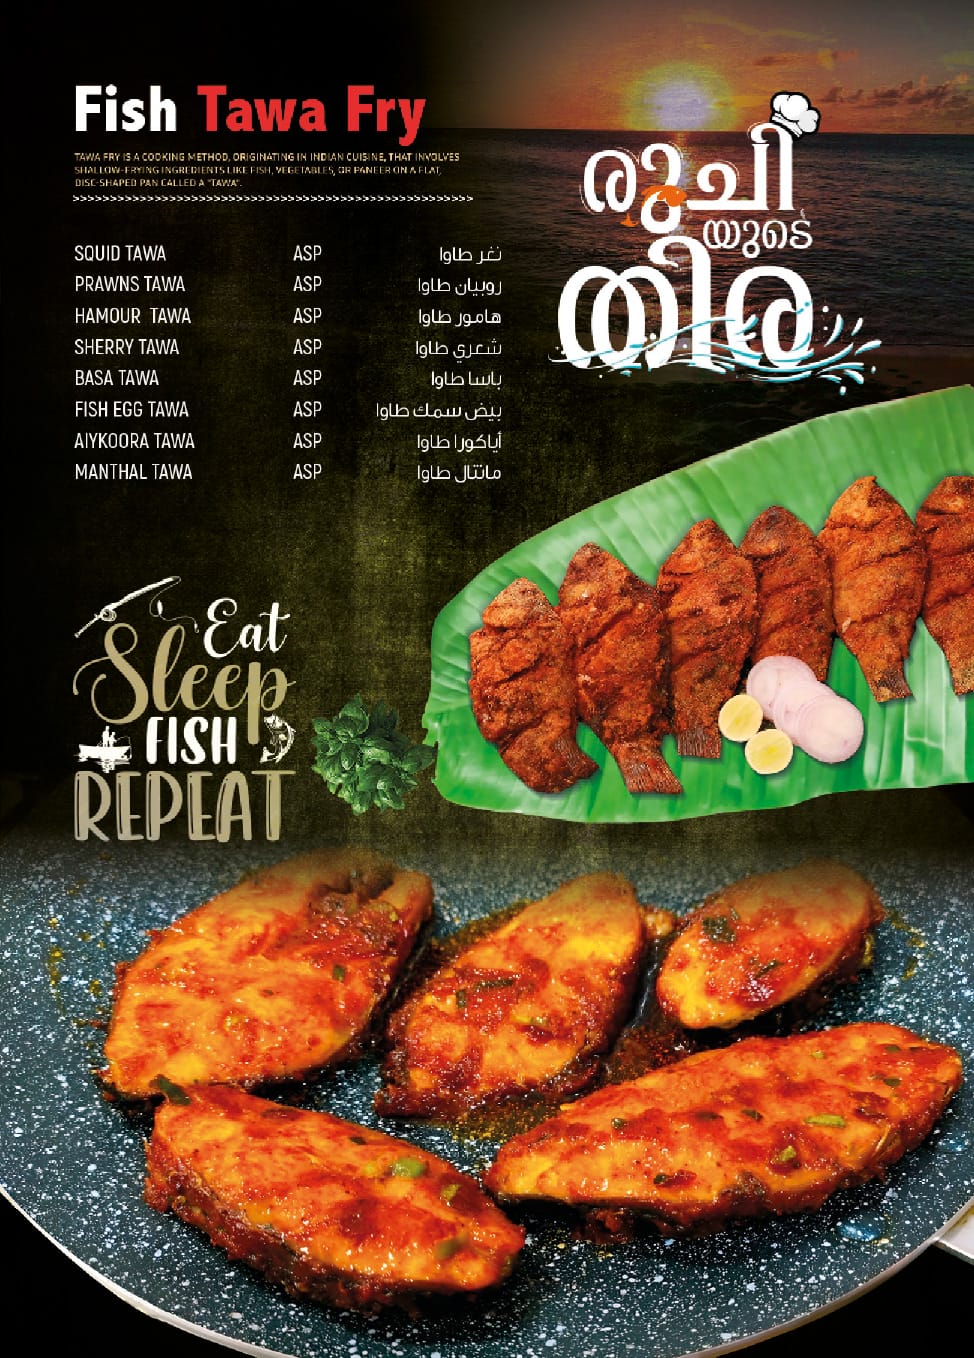 Fish Tawa Fry
TAWA FRY IS A COOKING METHOD, ORIGINATING IN INDIAN CUISINE, THAT INVOLVES
SHALLOW-FRYING INGREDIENTS LIKE FISH, VEGETABLES, OR PANEER ON A FLAT,
DISC-SHAPED PAN CALLED A "TAWA".
>>>>>>>>>>>>>>>>>>>>>>>>>>>>>>>>>>>>>>>>>>>>>>>>>>>>>>>>>
രുചി
യുടെ
തിര
SQUID TAWA ASP نغر طاوا
PRAWNS TAWA ASP روبيان طاوا
HAMOUR TAWA ASP هامور طاوا
SHERRY TAWA ASP شعري طاوا
BASA TAWA ASP باسا طاوا
FISH EGG TAWA ASP بيض سمك طاوا
AIYKOORA TAWA ASP أياكورا طاوا
MANTHAL TAWA ASP مانتال طاوا
Eat
Sleep
FISH
REPEAT